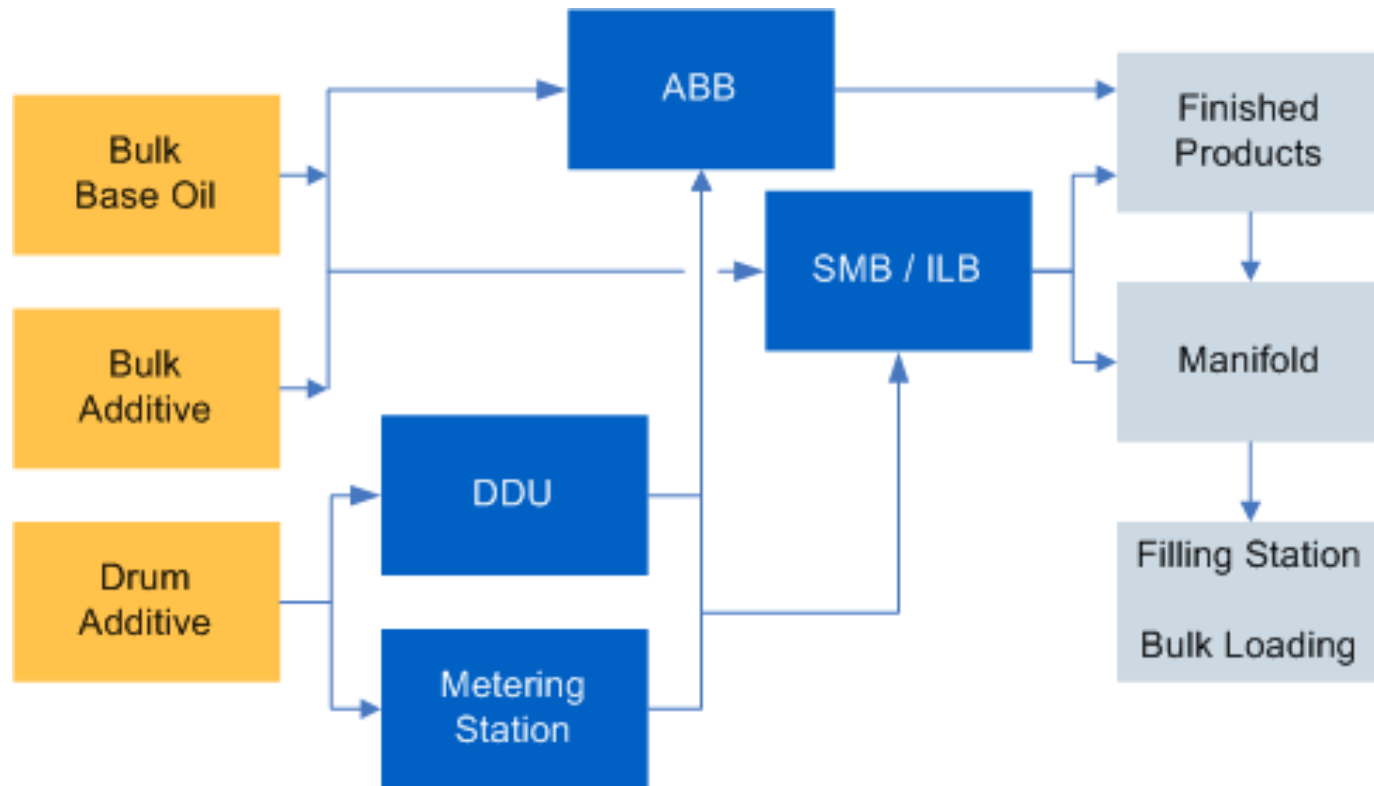 Bulk
Base Oil
Bulk
Additive
Drum
Additive
ABB
SMB / ILB
DDU
Metering
Station
Finished
Products
Manifold
Filling Station
Bulk Loading